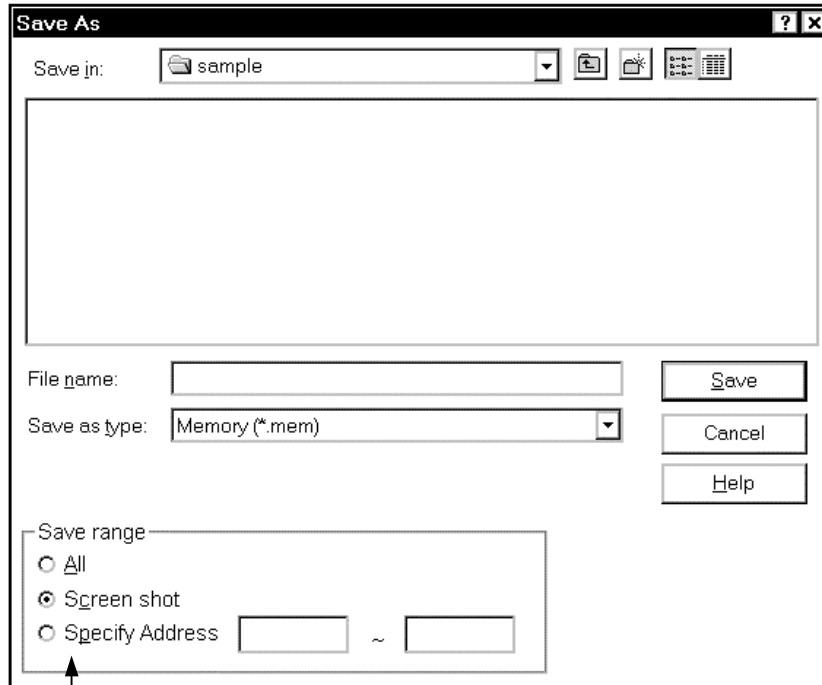 Save As
Save in: sample
File name:
Save
Save as type: Memory (*.mem)
Cancel
Help
Save range
All
Screen shot
Specify Address ~